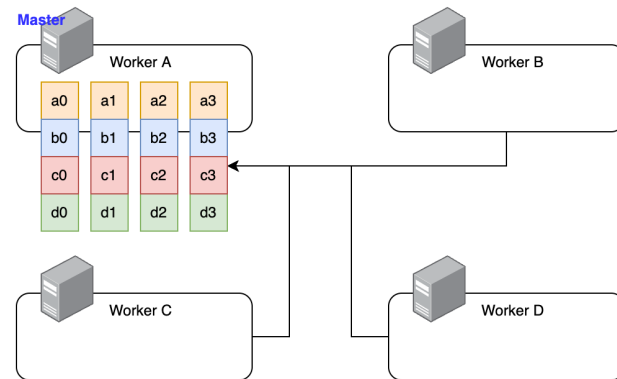 Master
Worker A
Worker B
a0 a1 a2 a3
b0 b1 b2 b3
c0 c1 c2 c3
d0 d1 d2 d3
Worker C
Worker D